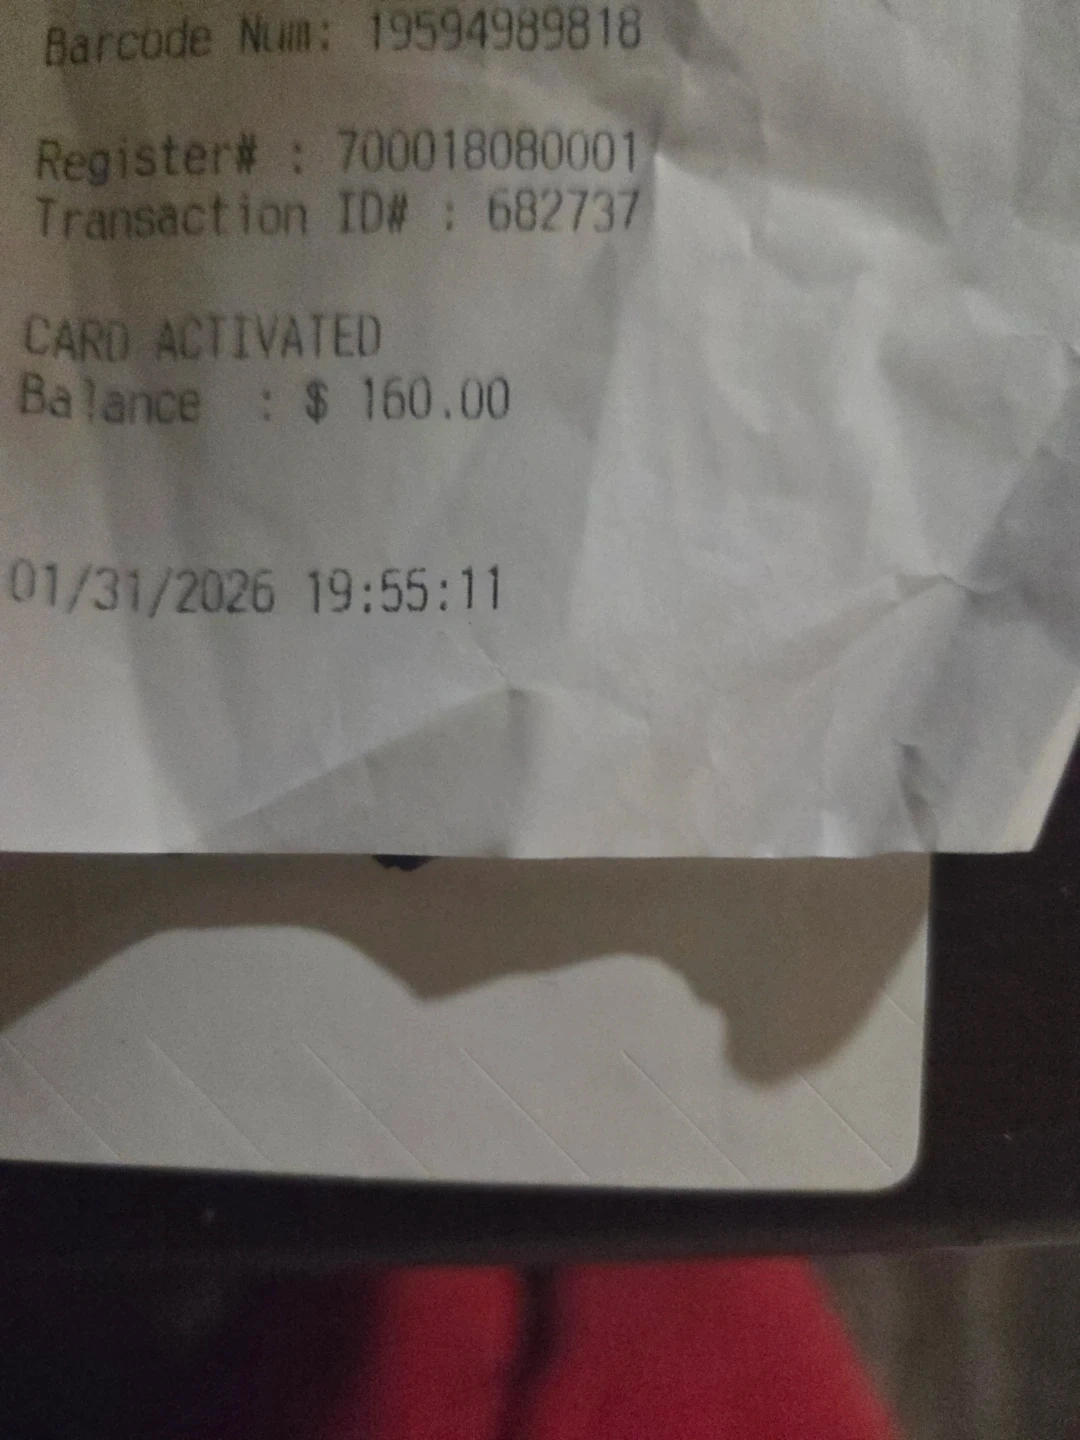 Barcode Num: 19594989818
Register# : 700018080001
Transaction ID# : 682737
CARD ACTIVATED
Balance : $ 160.00
01/31/2026 19:55:11